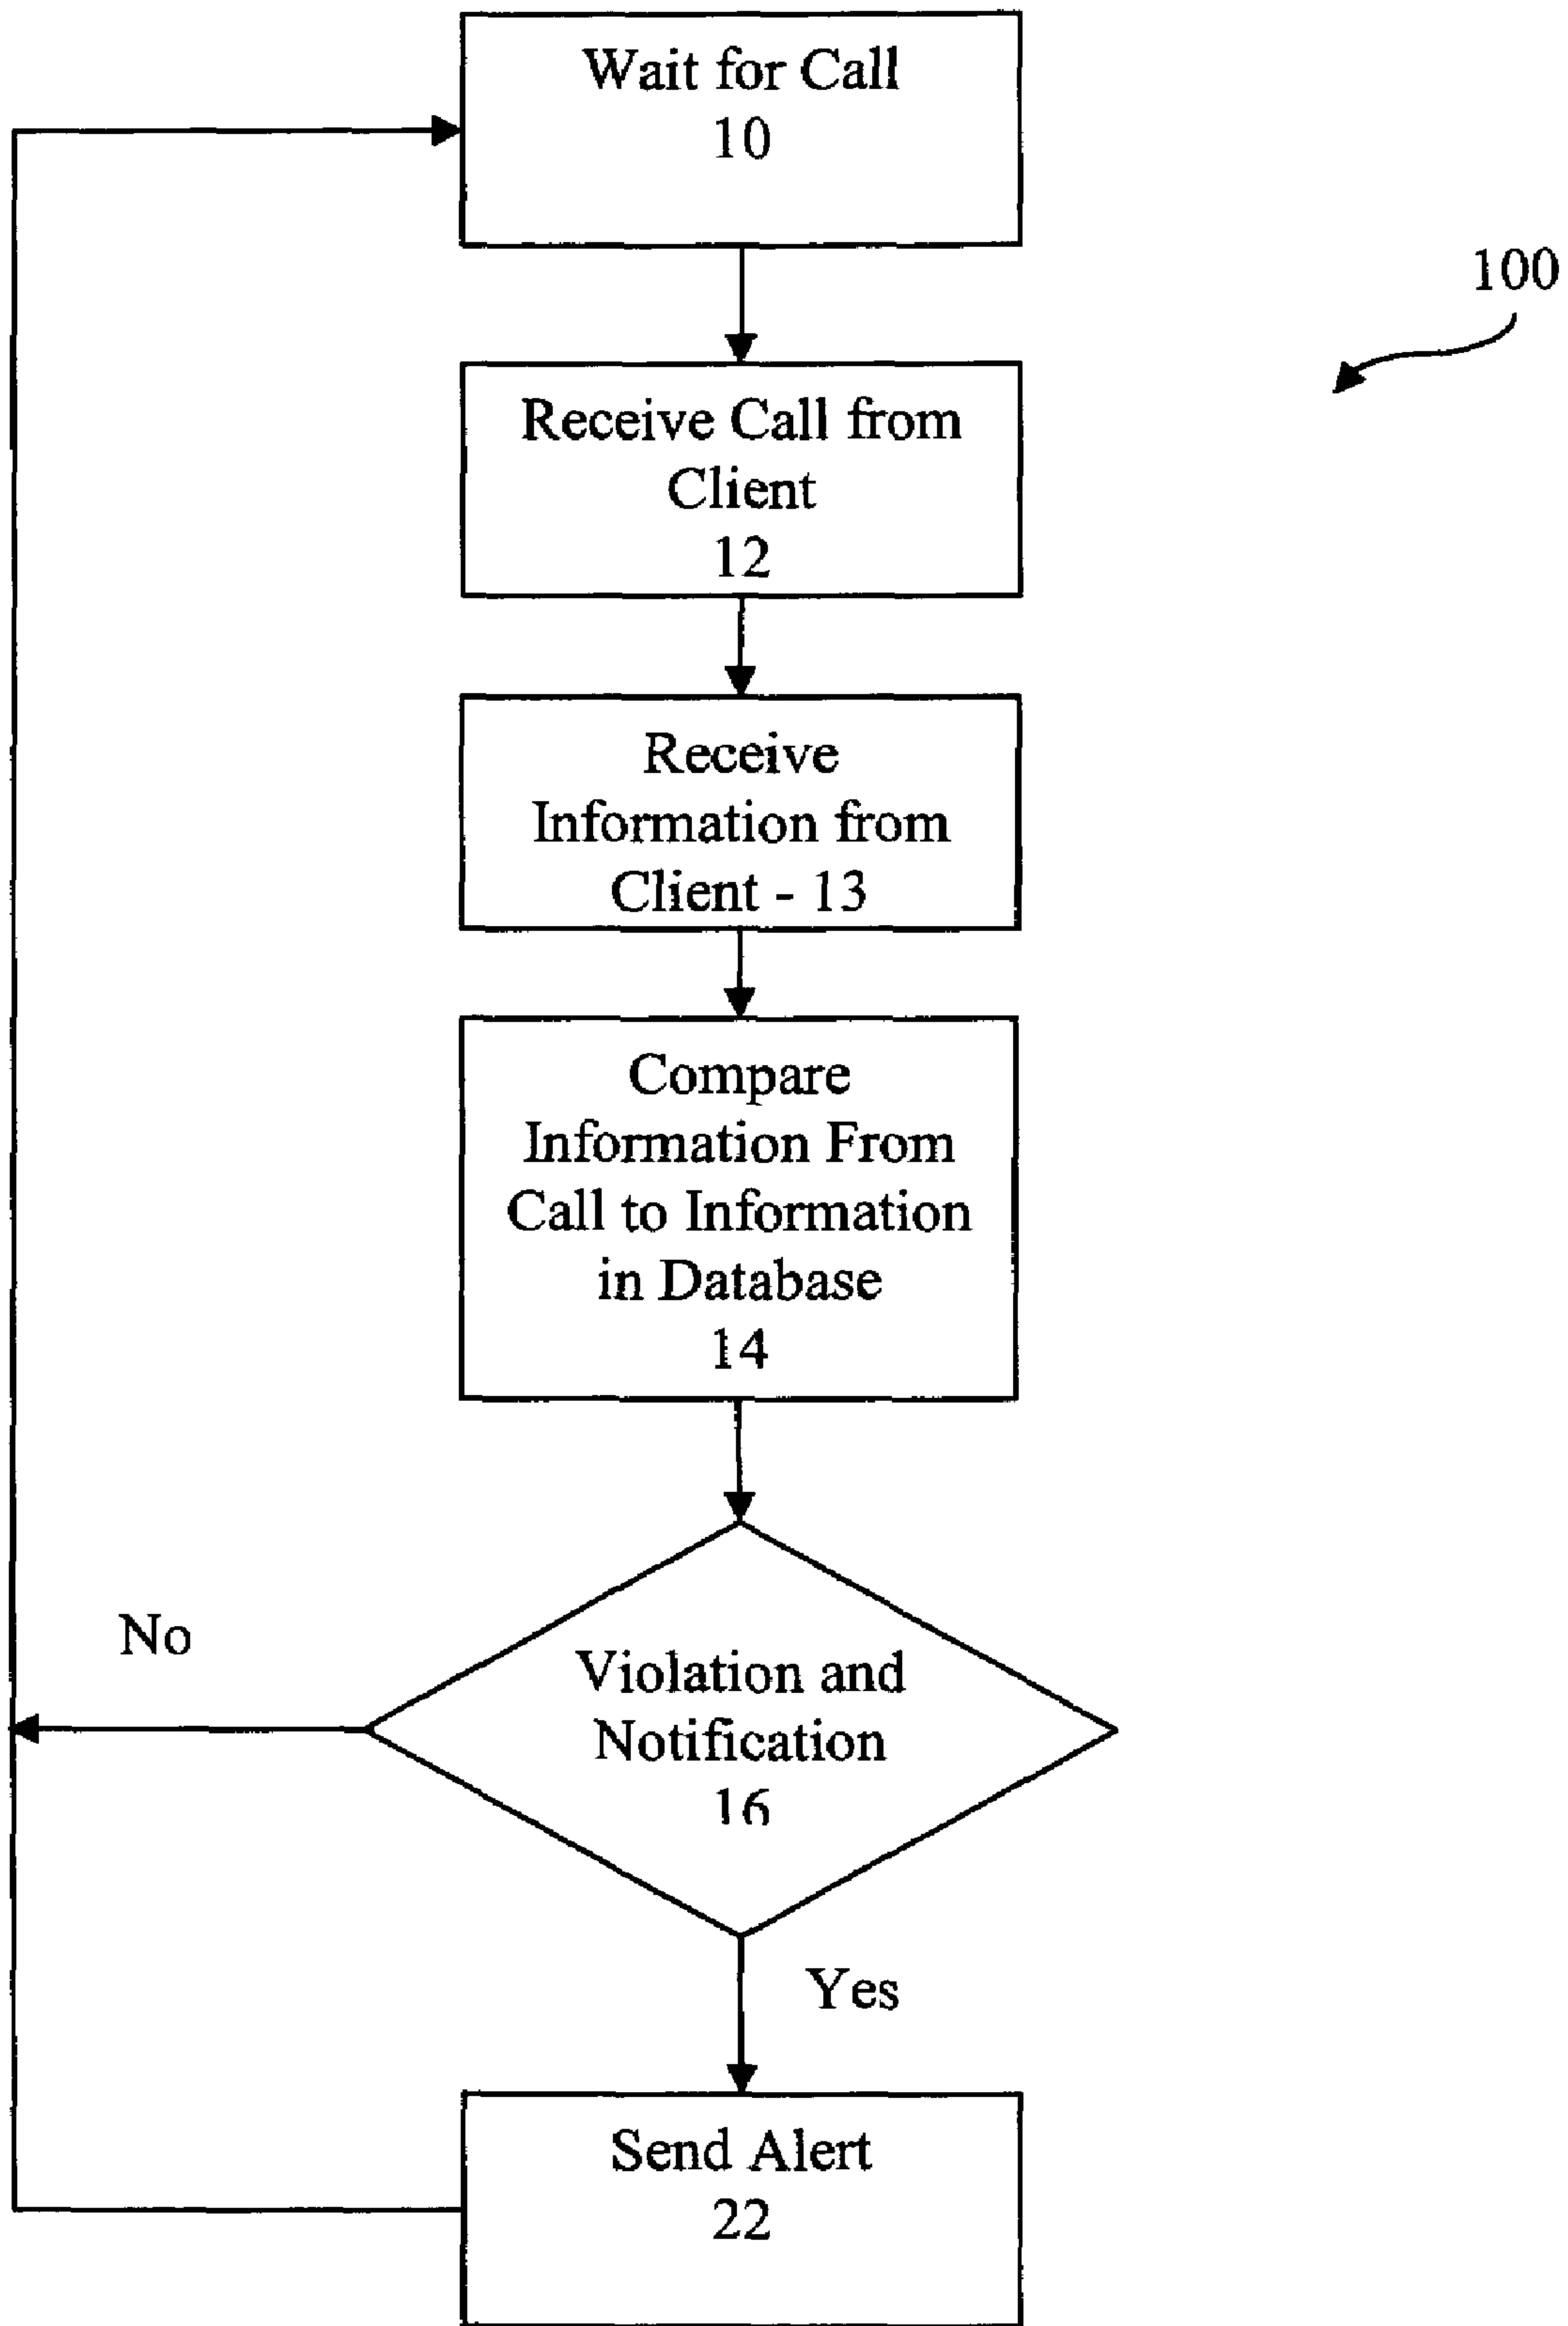 Wait for Call
10
100
Receive Call from
Client
12
Receive
Information from
Client - 13
Compare
Information From
Call to Information
in Database
14
No
Violation and
Notification
16
Yes
Send Alert
22